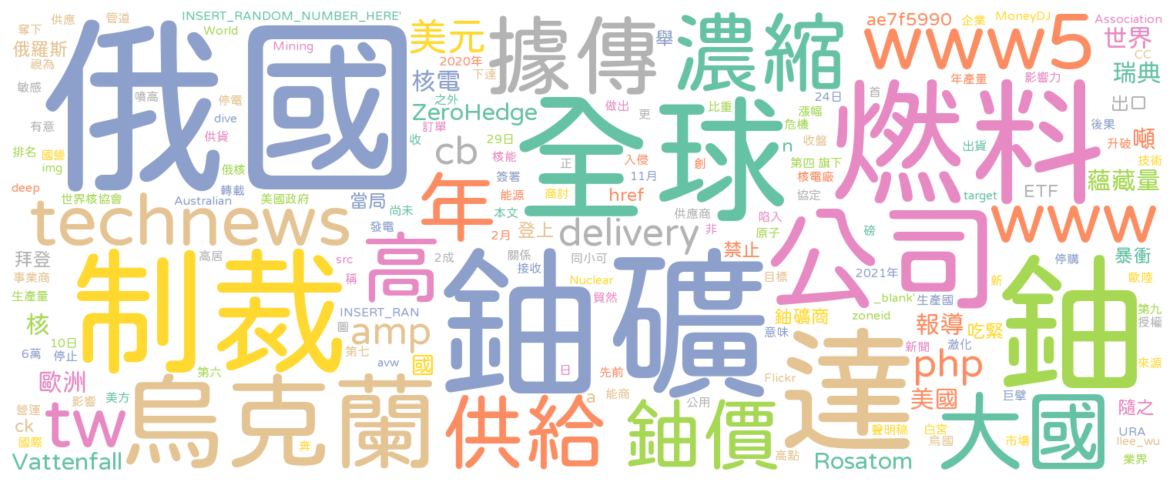 INSERT_RANDOM_NUMBER_HERE'
奪下 供應 管道
World
俄羅斯
視為
Mining
敏感
噴高
停電
有意
dive
供貨
排名
國營
俄核
img
deep
轉載
世界核協會
Australian
美國政府
technews
俄國
美元
核電
2020年
下達
之外
ZeroHedge
訂單
29日
收
核能
cb
簽署
年
能源
11月
2月
本文
當局
尚未
發電
登上
據傳
舉
濃縮
更
比重
正
入侵
創
全球
商討
href
供應商
陷入
非
原子
磅
delivery
同小可
禁止
ae7f5990
企業
MoneyDJ
www5
年產量
影響力
首
24日
漲幅
危機
n
收盤
第四
旗下
核電廠
協定
出貨
target
燃料
ETF
Association
世界
CC
瑞典
後果
出口
升破
噸
技術
蘊藏量
www
拜登
高居
2成
關係
事業商
src
接收
稱
生產量
INSERT_RAN
核
圖
10日
6萬
停止
第七
國
avw
第六
歐洲
美方
營運
影響
ck
國際
弈
tw
Vattenfall
制裁
高
amp
烏克蘭
鈾礦
Nuclear
貿然
日
先前
a
能商
公用
供給
鈾價
目標
2021年
_blank'
生產國
新
意味
鈾礦商
吃緊
zoneid
報導
新聞
激化
Flickr
php
美國
巨擘
公司
達
聲明稿
白宮
烏國
高點
市場
Rosatom
大國
鈾
暴衝
停購
歐陸
第九
授權
來源
隨之
URA
llee_wu
業界